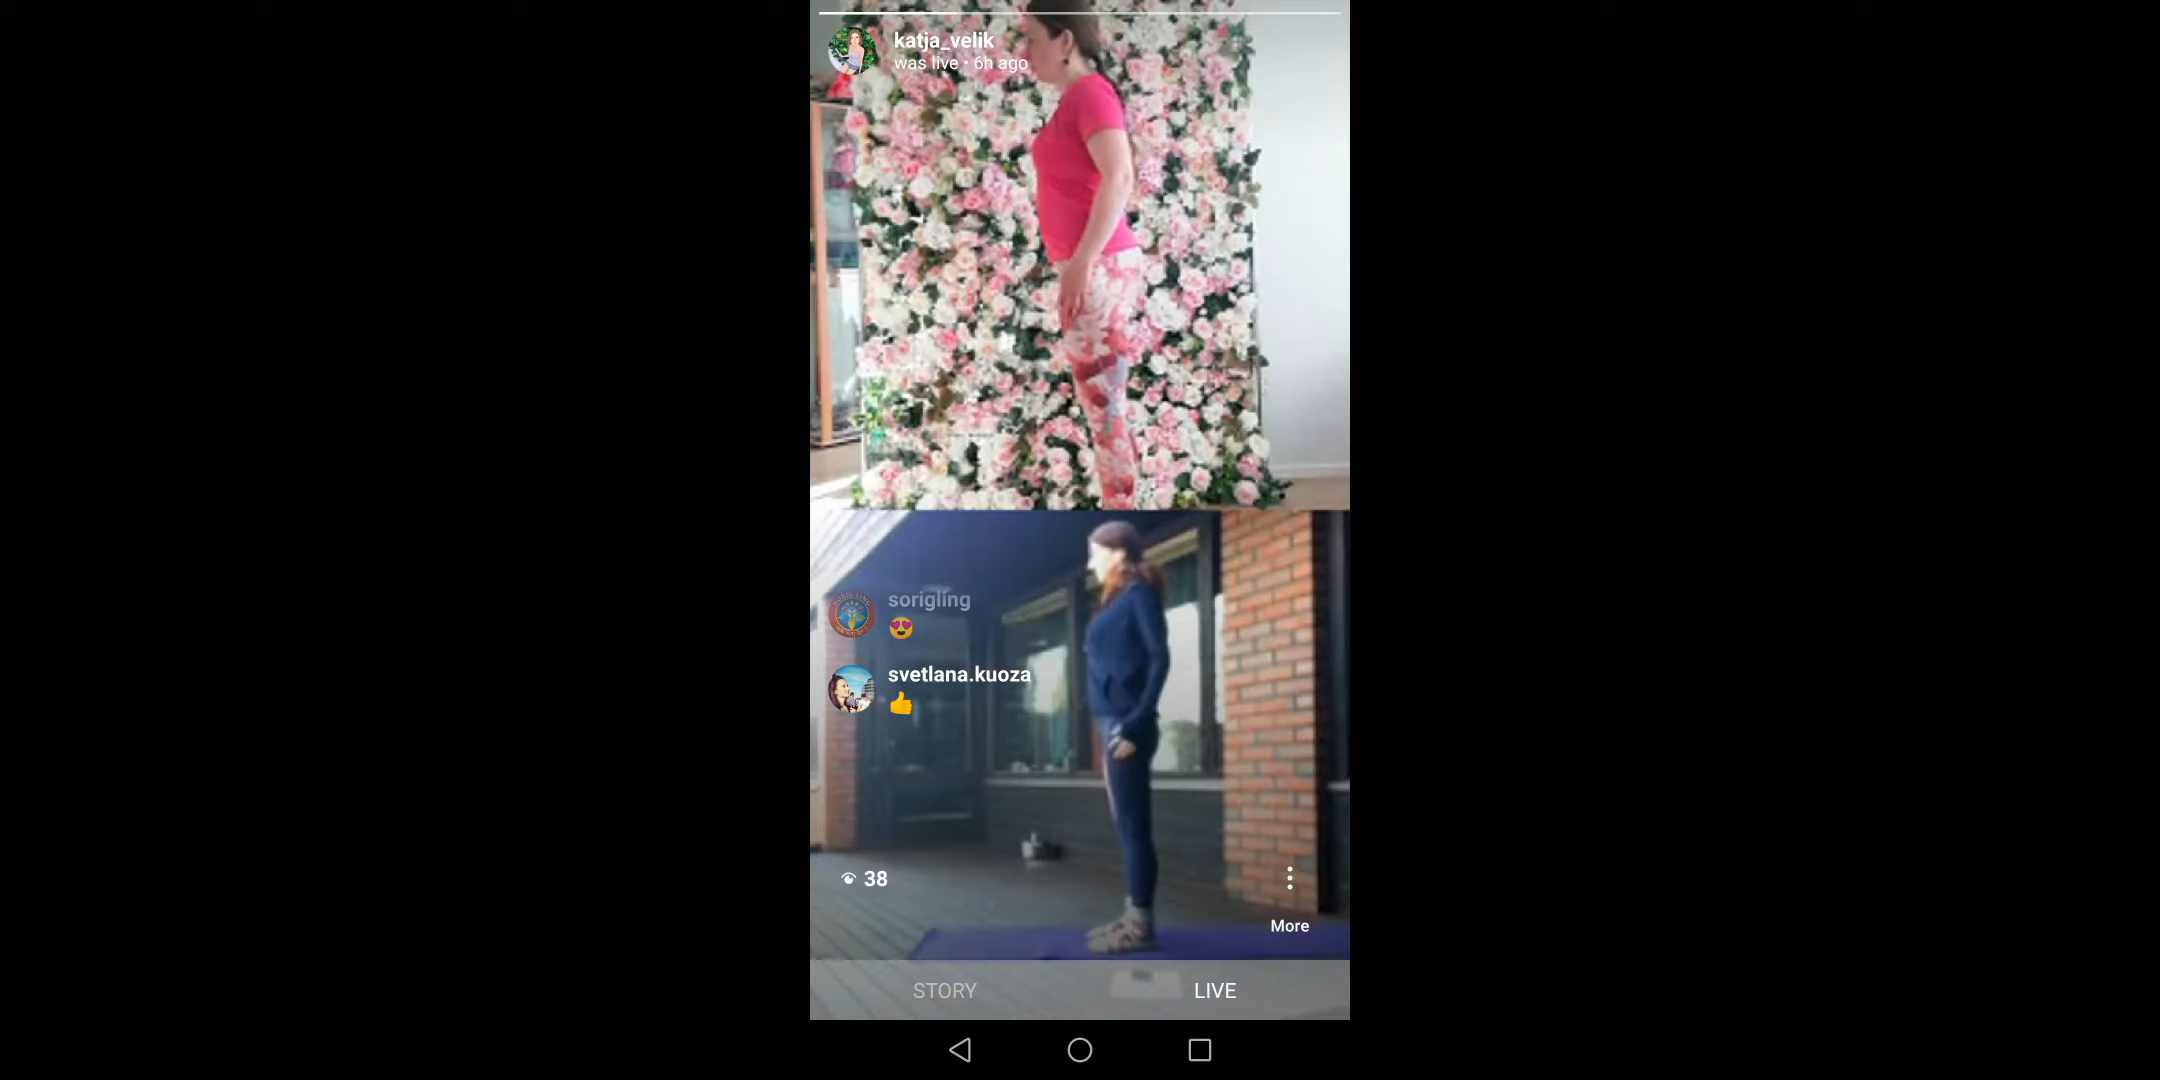 katja_velik
was live • 6h ago
sorigling
😍
svetlana.kuoza
👍
38
More
STORY
LIVE